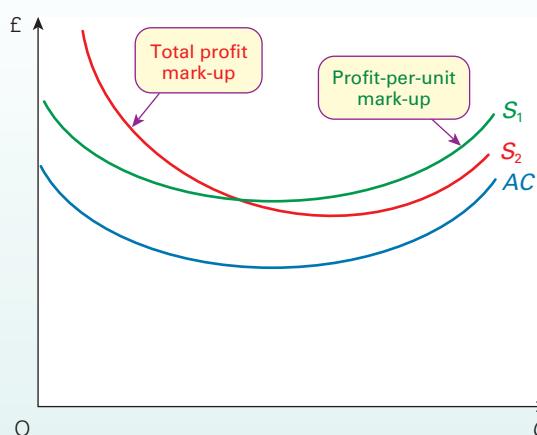 £
Total profit
mark-up
Profit-per-unit
mark-up
S₁
S₂
AC
O